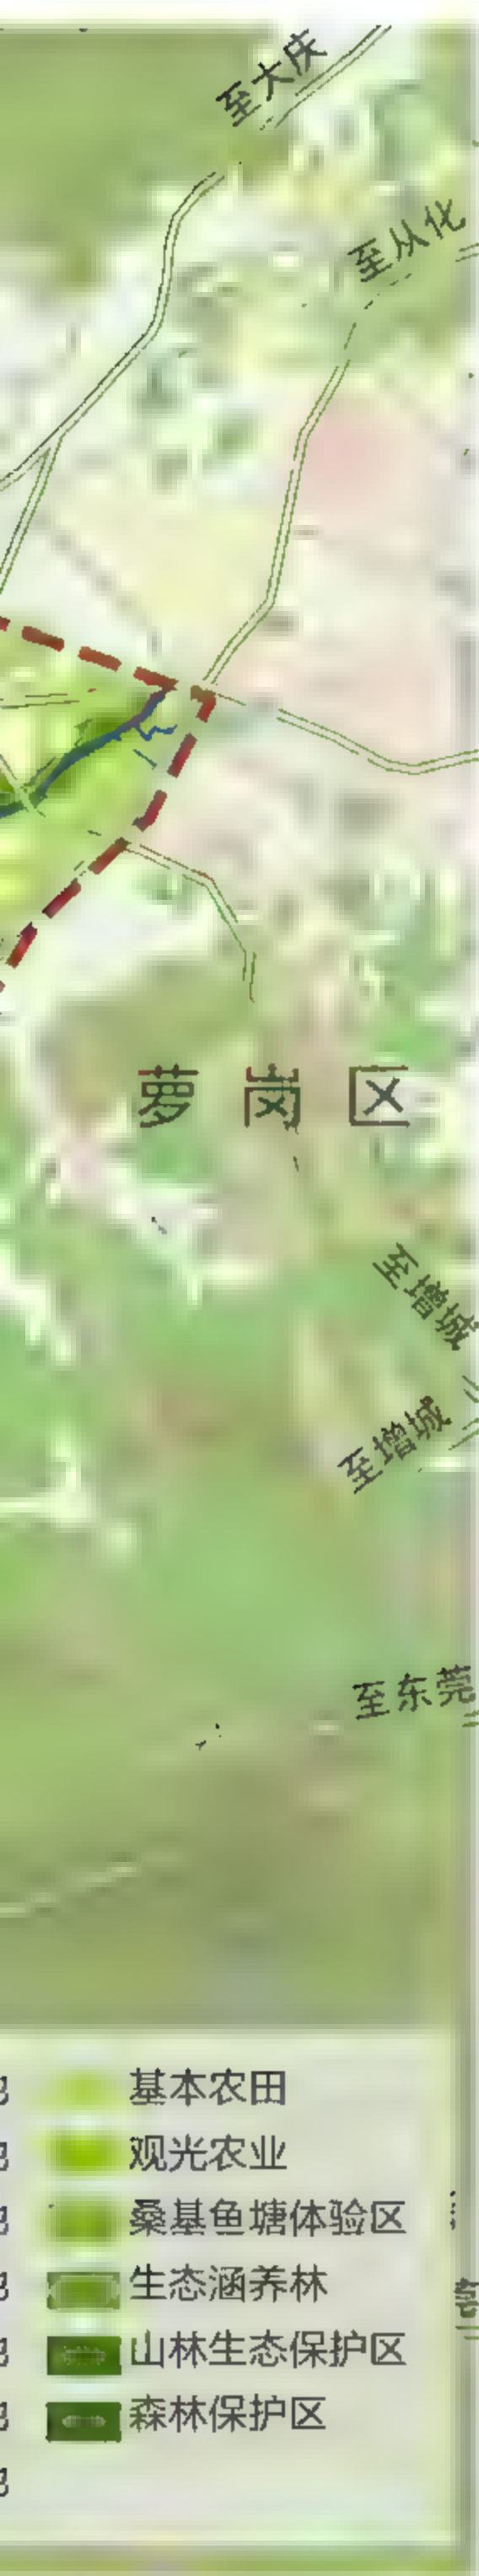 至大庆
至从化
萝岗区
至增城
至增城
至东莞
基本农田
观光农业
桑基鱼塘体验区
生态涵养林
山林生态保护区
森林保护区